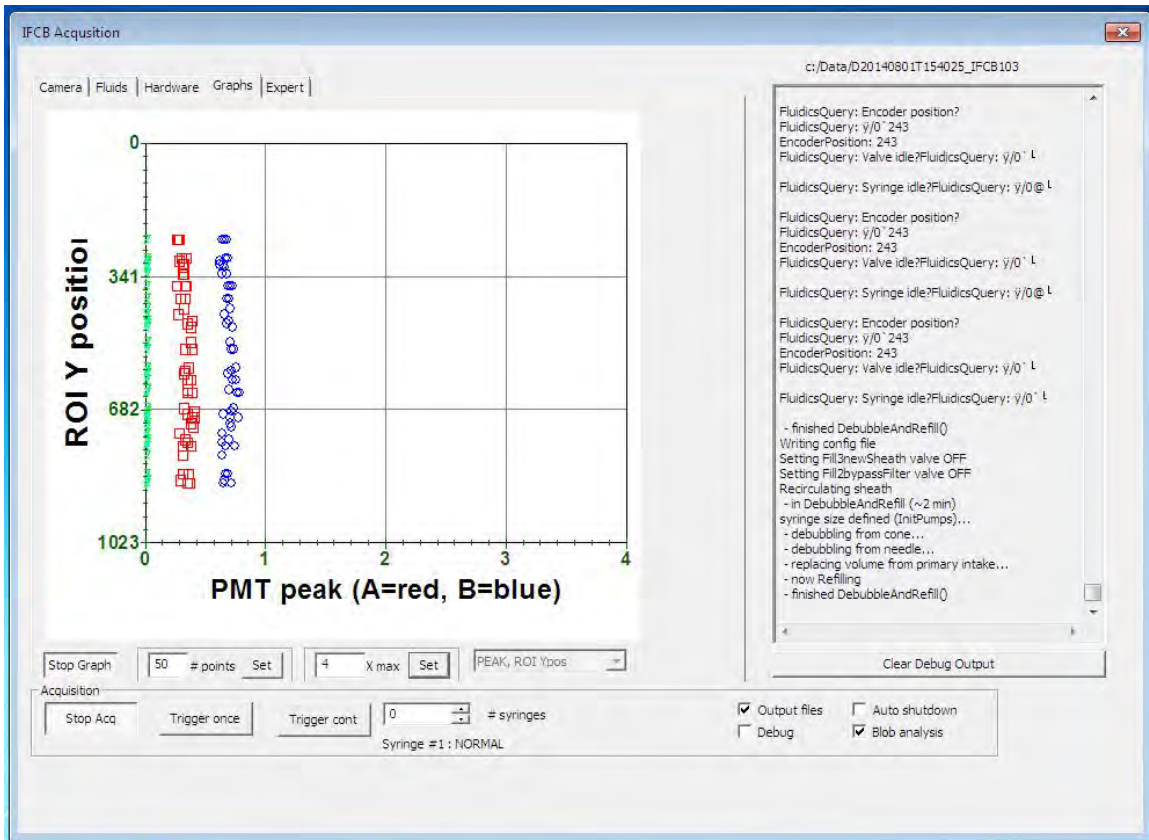 IFCB Acqusition
Camera Fluids Hardware Graphs Expert
c:/Data/D20140801T154025_IFCB103
0
341
682
1023
ROI Y position
0 1 2 3 4
PMT peak (A=red, B=blue)
FluidicsQuery: Encoder position?
FluidicsQuery: ÿ/0`243
EncoderPosition: 243
FluidicsQuery: Valve idle?FluidicsQuery: ÿ/0` └
FluidicsQuery: Syringe idle?FluidicsQuery: ÿ/0@ └
FluidicsQuery: Encoder position?
FluidicsQuery: ÿ/0`243
EncoderPosition: 243
FluidicsQuery: Valve idle?FluidicsQuery: ÿ/0` └
FluidicsQuery: Syringe idle?FluidicsQuery: ÿ/0@ └
FluidicsQuery: Encoder position?
FluidicsQuery: ÿ/0`243
EncoderPosition: 243
FluidicsQuery: Valve idle?FluidicsQuery: ÿ/0` └
FluidicsQuery: Syringe idle?FluidicsQuery: ÿ/0` └
- finished DebubbleAndRefill()
Writing config file
Setting Fill3newSheath valve OFF
Setting Fill2bypassFilter valve OFF
Recirculating sheath
- in DebubbleAndRefill (~2 min)
syringe size defined (InitPumps)...
- debubbling from cone...
- debubbling from needle...
- replacing volume from primary intake...
- now Refilling
- finished DebubbleAndRefill()
Clear Debug Output
Stop Graph 50 # points Set 4 X max Set PEAK, ROI Ypos
Acquisition
Stop Acq Trigger once Trigger cont 0 # syringes
Syringe #1 : NORMAL
Output files Auto shutdown
Debug Blob analysis